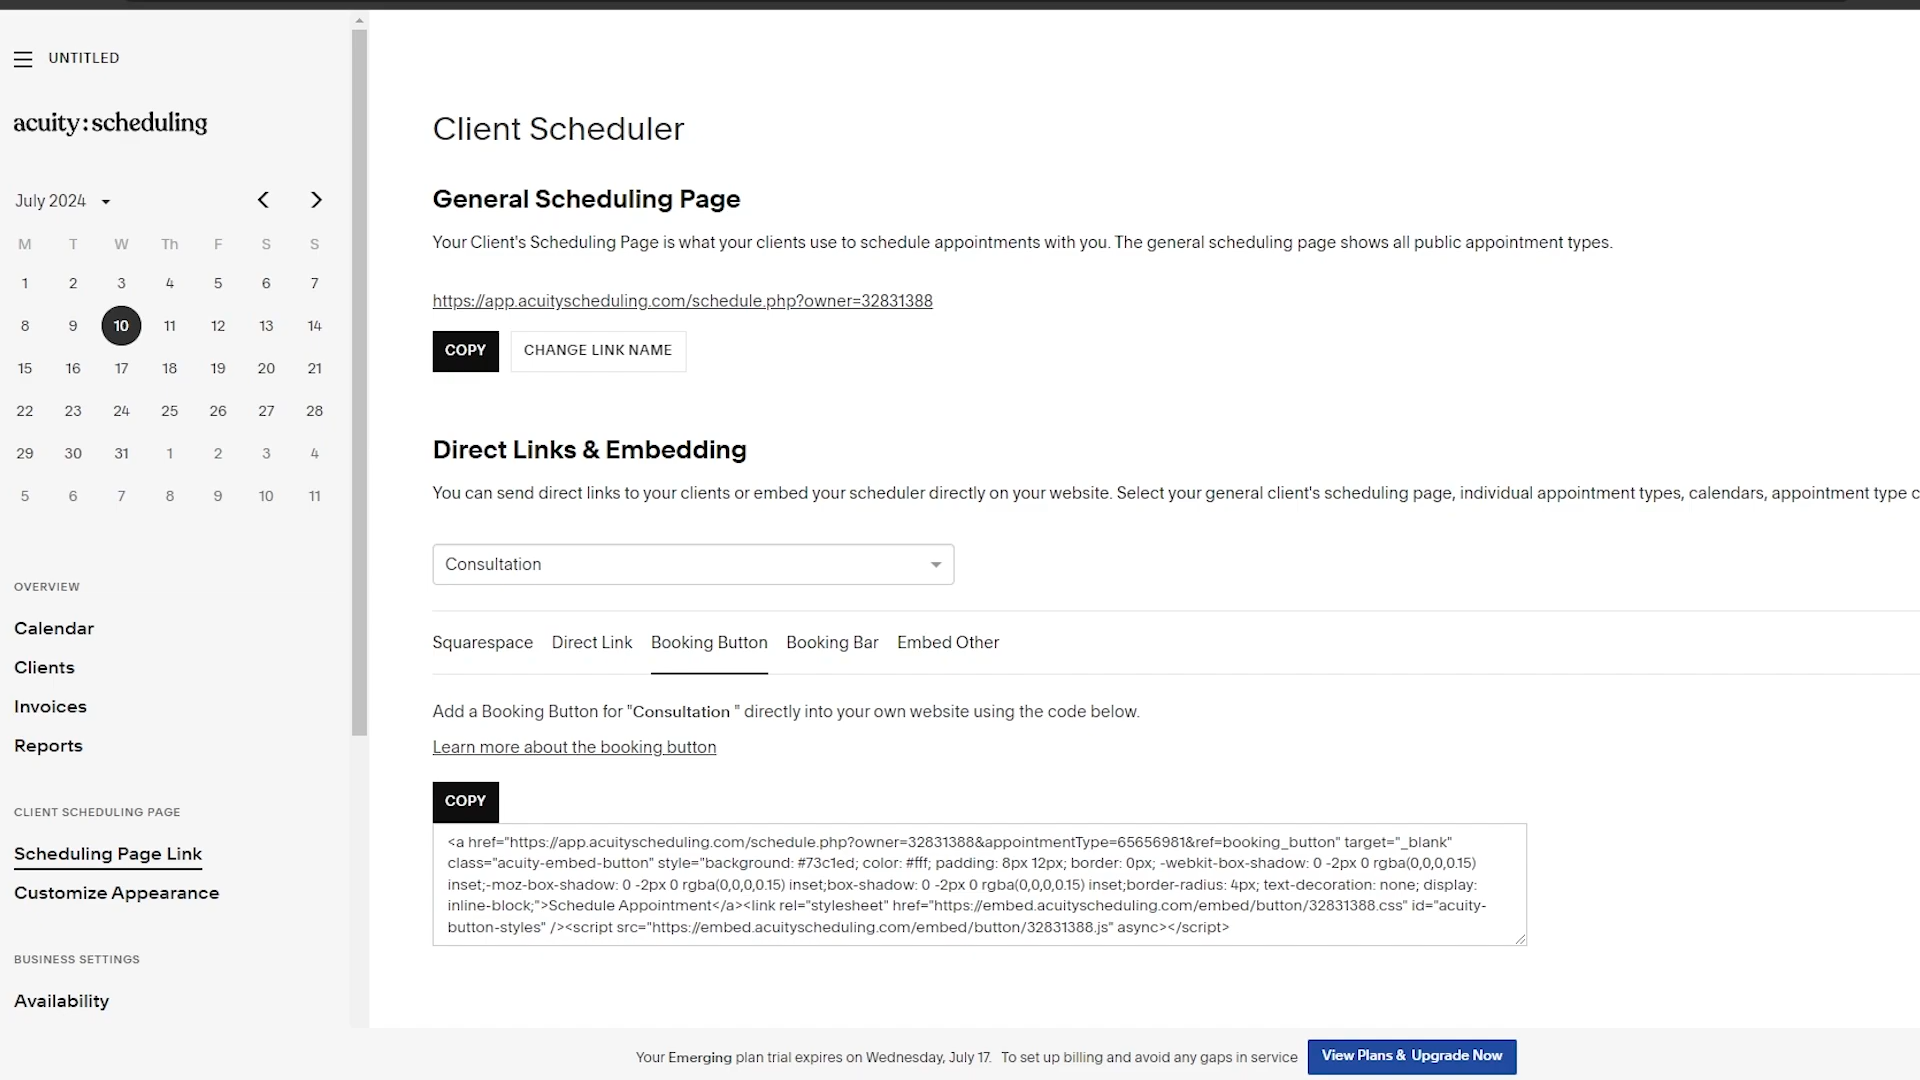 UNTITLED
acuity:scheduling
July 2024
M T W Th F S S
1 2 3 4 5 6 7
8 9 10 11 12 13 14
15 16 17 18 19 20 21
22 23 24 25 26 27 28
29 30 31 1 2 3 4
5 6 7 8 9 10 11
OVERVIEW
Calendar
Clients
Invoices
Reports
CLIENT SCHEDULING PAGE
Scheduling Page Link
Customize Appearance
BUSINESS SETTINGS
Availability
Client Scheduler
General Scheduling Page
Your Client's Scheduling Page is what your clients use to schedule appointments with you. The general scheduling page shows all public appointment types.
https://app.acuityscheduling.com/schedule.php?owner=32831388
COPY CHANGE LINK NAME
Direct Links & Embedding
You can send direct links to your clients or embed your scheduler directly on your website. Select your general client's scheduling page, individual appointment types, calendars, appointment type c
Consultation
Squarespace Direct Link Booking Button Booking Bar Embed Other
Add a Booking Button for "Consultation " directly into your own website using the code below.
Learn more about the booking button
COPY
<a href="https://app.acuityscheduling.com/schedule.php?owner=32831388&appointmentType=65656981&ref=booking_button" target="_blank"
class="acuity-embed-button" style="background: #73c1ed; color: #fff; padding: 8px 12px; border: 0px; -webkit-box-shadow: 0 -2px 0 rgba(0,0,0,0.15)
inset;-moz-box-shadow: 0 -2px 0 rgba(0,0,0,0.15) inset;box-shadow: 0 -2px 0 rgba(0,0,0,0.15) inset;border-radius: 4px; text-decoration: none; display:
inline-block;">Schedule Appointment</a><link rel="stylesheet" href="https://embed.acuityscheduling.com/embed/button/32831388.css" id="acuity-
button-styles" /><script src="https://embed.acuityscheduling.com/embed/button/32831388.js" async></script>
Your Emerging plan trial expires on Wednesday, July 17. To set up billing and avoid any gaps in service View Plans & Upgrade Now